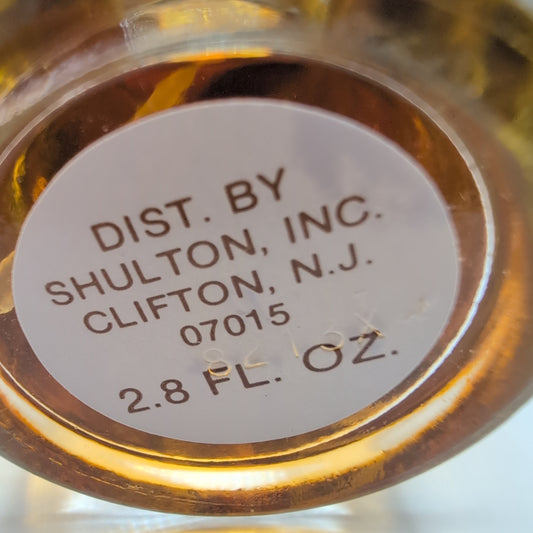 DIST. BY
SHULTON, INC.
CLIFTON, N.J.
07015
2.8 FL. OZ.